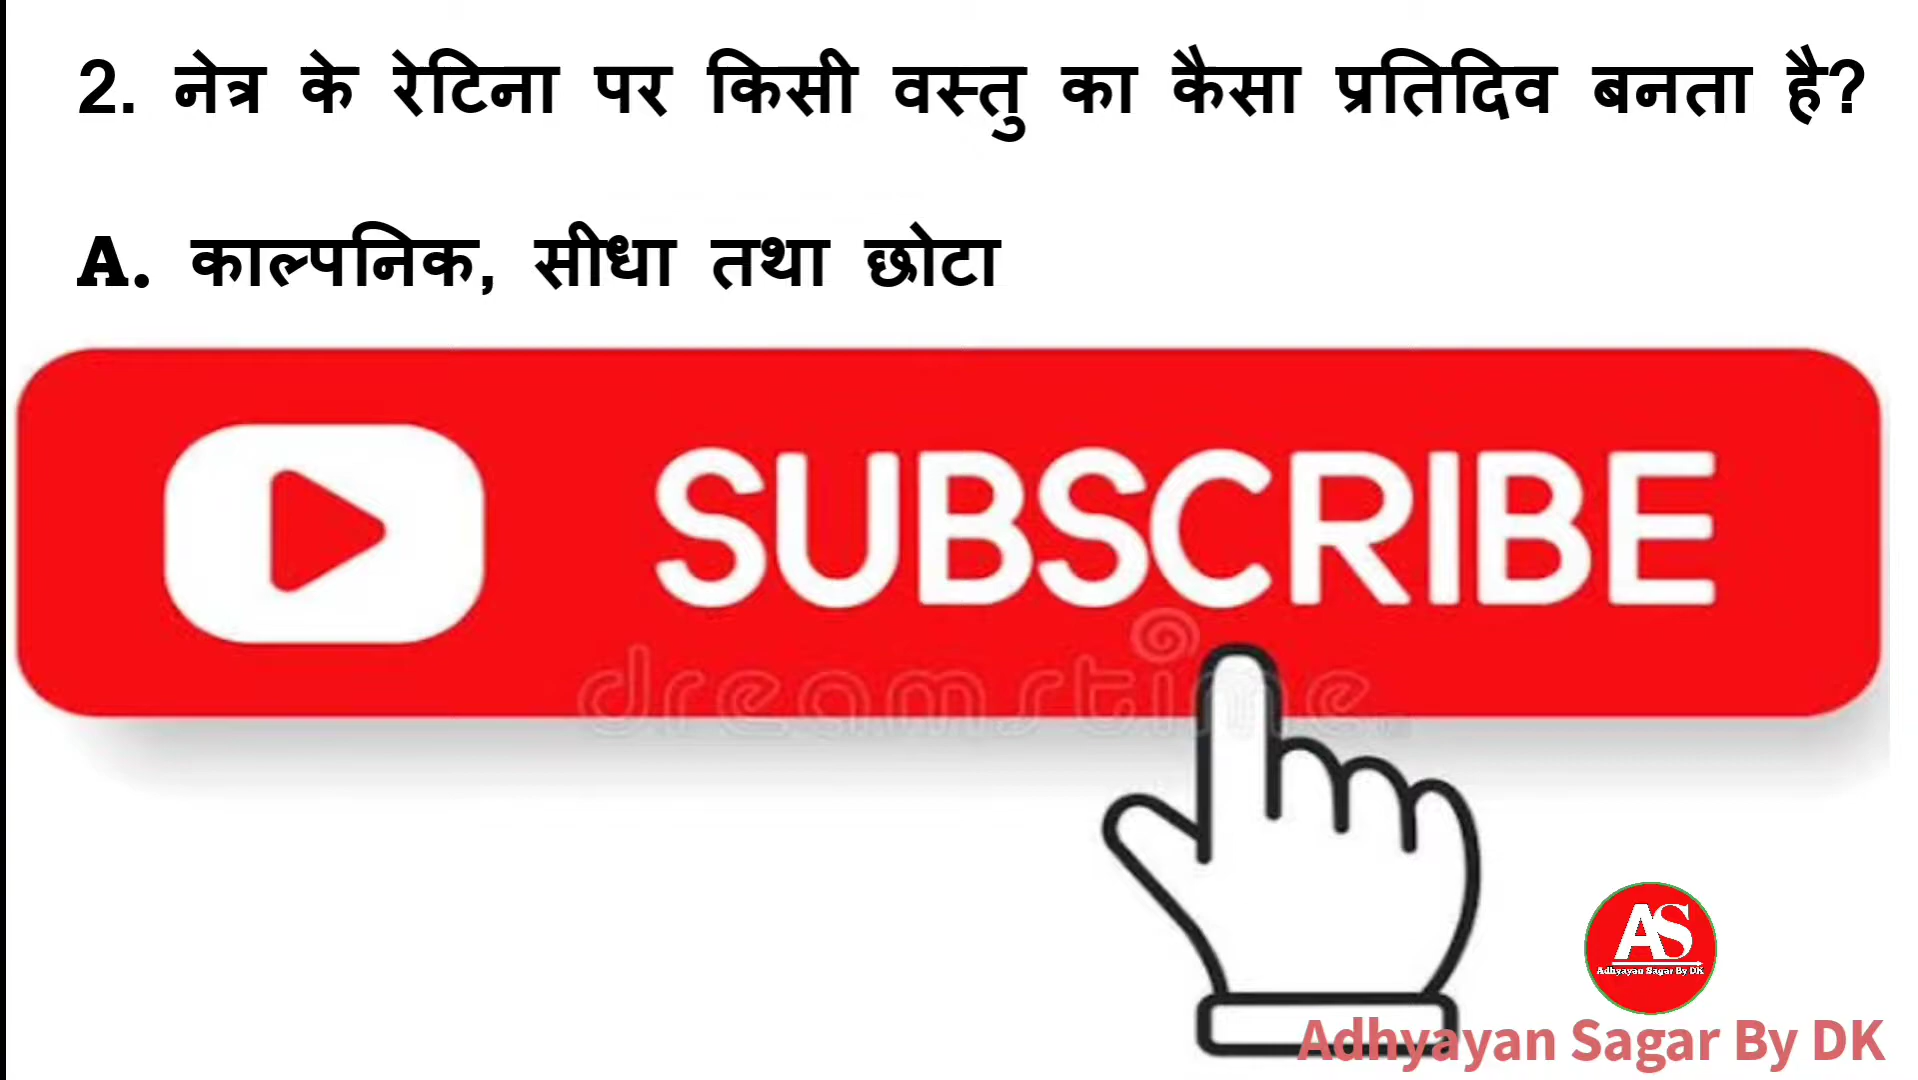 2. नेत्र के रेटिना पर किसी वस्तु का कैसा प्रतिदिव बनता है?
A. काल्पनिक, सीधा तथा छोटा
SUBSCRIBE
dreamstime
AS
Adhyayan Sagar By DK
Adhyayan Sagar By DK